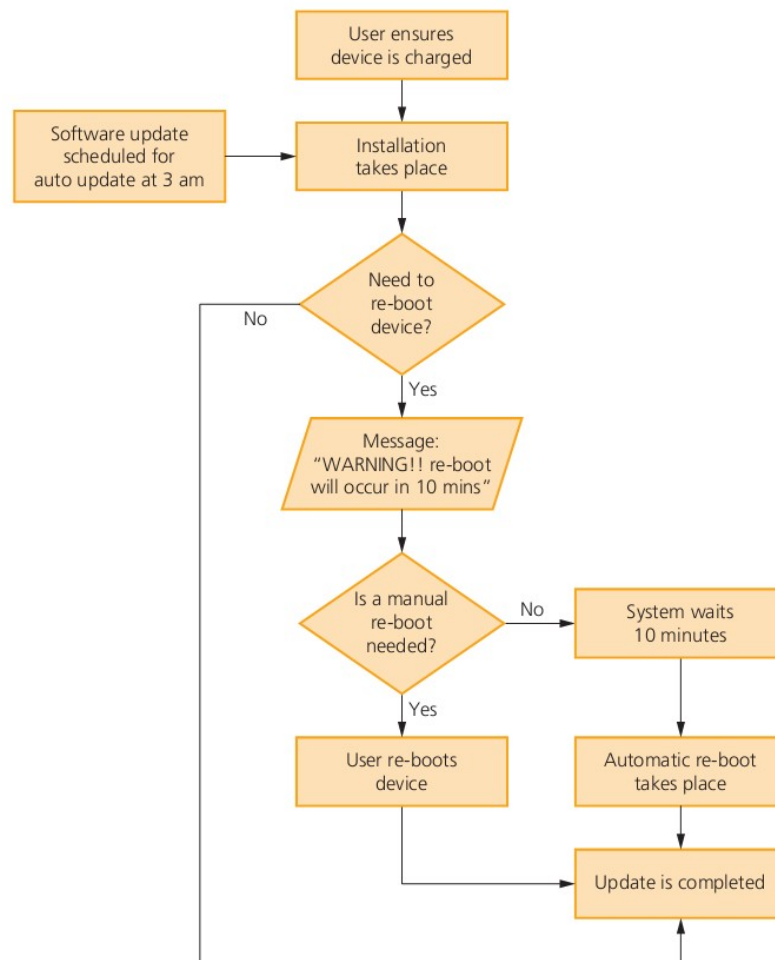 User ensures
device is charged
Software update
scheduled for
auto update at 3 am
Installation
takes place
Need to
re-boot
device?
No
Yes
Message:
“WARNING!! re-boot
will occur in 10 mins“
Is a manual
re-boot
needed?
No
System waits
10 minutes
Yes
User re-boots
device
Automatic re-boot
takes place
Update is completed